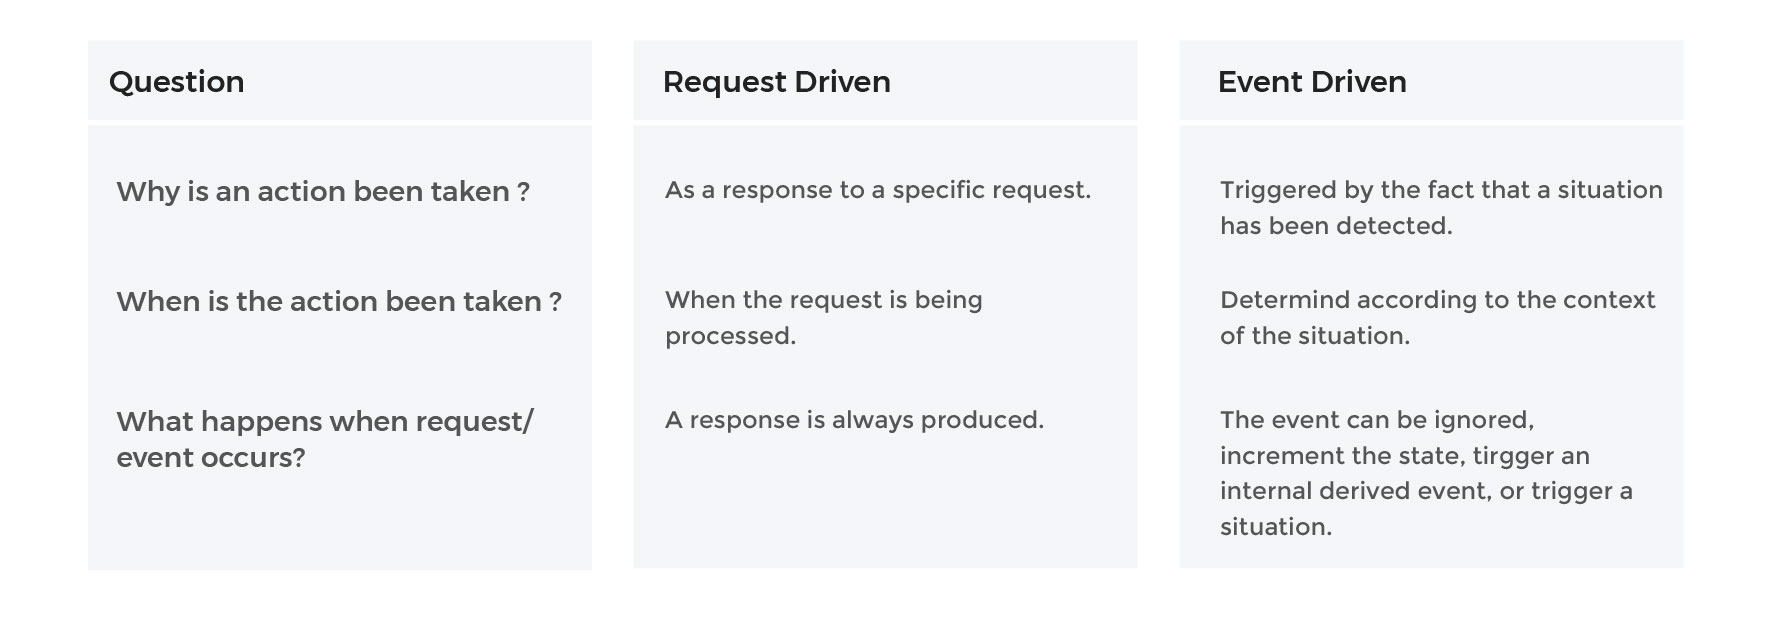 Question
Request Driven
Event Driven
Why is an action been taken ?
As a response to a specific request.
Triggered by the fact that a situation
has been detected.
When is the action been taken ?
When the request is being
processed.
Determind according to the context
of the situation.
What happens when request/
event occurs?
A response is always produced.
The event can be ignored,
increment the state, tirgger an
internal derived event, or trigger a
situation.